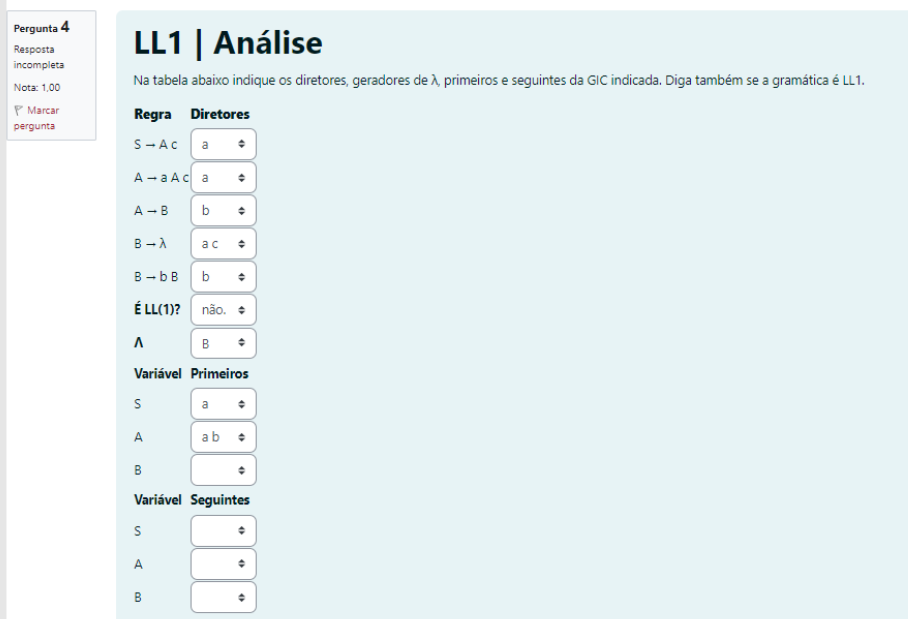 Pergunta 4
Resposta
incompleta
Nota: 1,00
Marcar
pergunta
LL1 | Análise
Na tabela abaixo indique os diretores, geradores de λ, primeiros e seguintes da GIC indicada. Diga também se a gramática é LL1.
Regra Diretores
S → A c a
A → a A c a
A → B b
B → λ a c
B → b B b
É LL(1)? não.
Λ B
Variável Primeiros
S a
A a b
B
Variável Seguintes
S
A
B